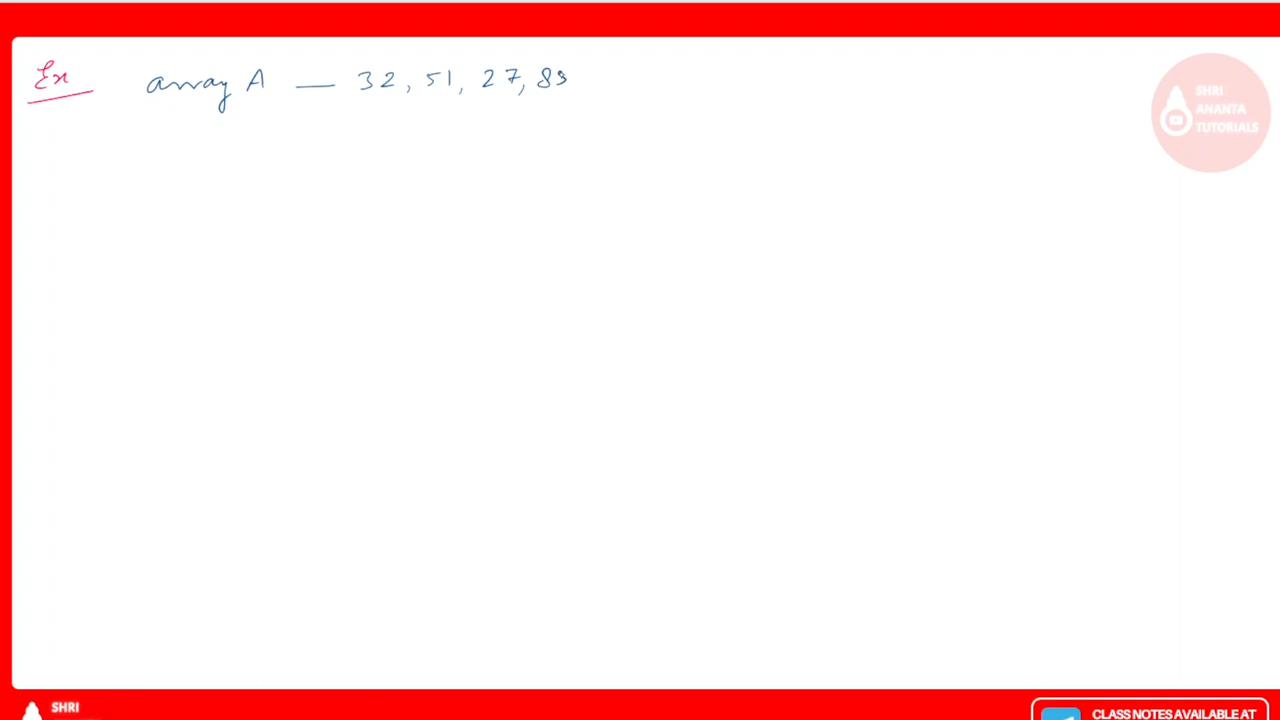 Ex array A — 32, 51, 27, 85
SHRI
ANANTA
TUTORIALS
SHRI
CLASS NOTES AVAILABLE AT